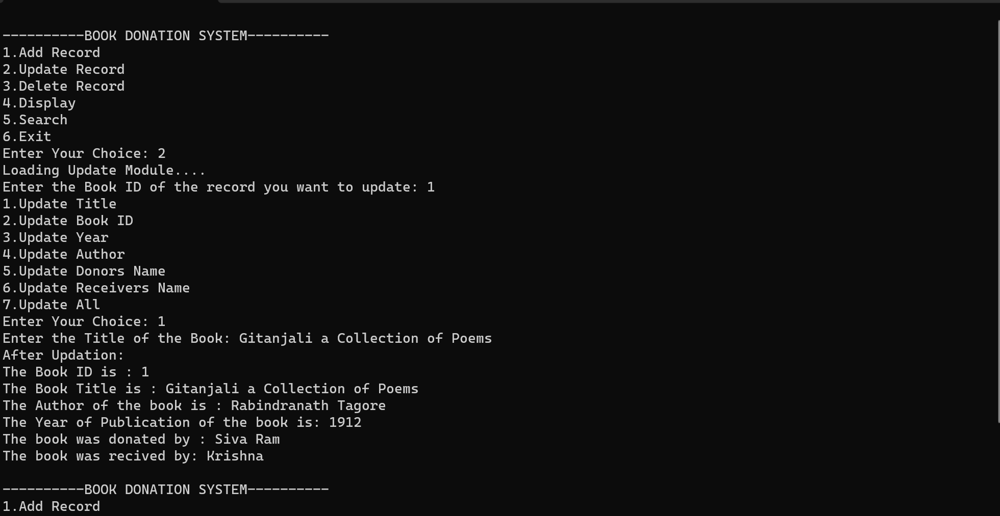 ----------BOOK DONATION SYSTEM----------
1.Add Record
2.Update Record
3.Delete Record
4.Display
5.Search
6.Exit
Enter Your Choice: 2
Loading Update Module....
Enter the Book ID of the record you want to update: 1
1.Update Title
2.Update Book ID
3.Update Year
4.Update Author
5.Update Donors Name
6.Update Receivers Name
7.Update All
Enter Your Choice: 1
Enter the Title of the Book: Gitanjali a Collection of Poems
After Updation:
The Book ID is : 1
The Book Title is : Gitanjali a Collection of Poems
The Author of the book is : Rabindranath Tagore
The Year of Publication of the book is: 1912
The book was donated by : Siva Ram
The book was recived by: Krishna
----------BOOK DONATION SYSTEM----------
1.Add Record